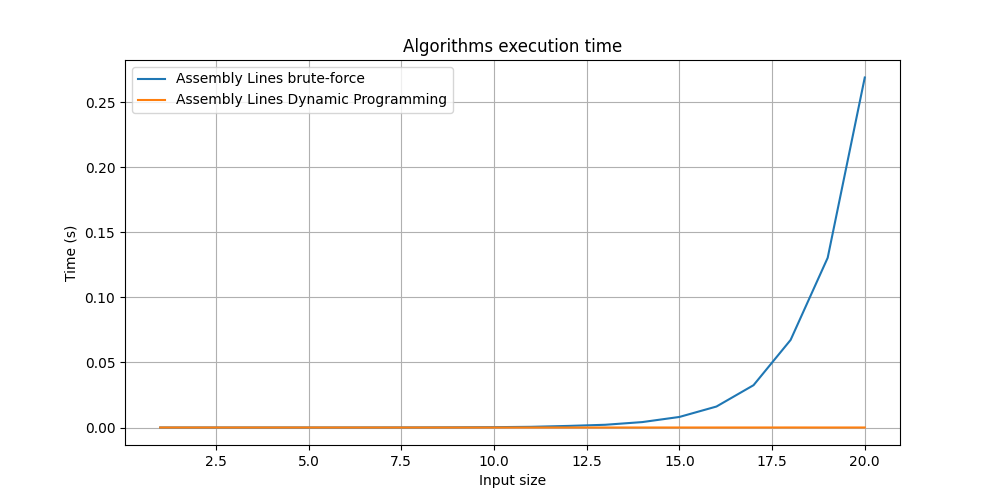 Algorithms execution time
Assembly Lines brute-force
Assembly Lines Dynamic Programming
Time (s)
0.25
0.20
0.15
0.10
0.05
0.00
2.5 5.0 7.5 10.0 12.5 15.0 17.5 20.0
Input size